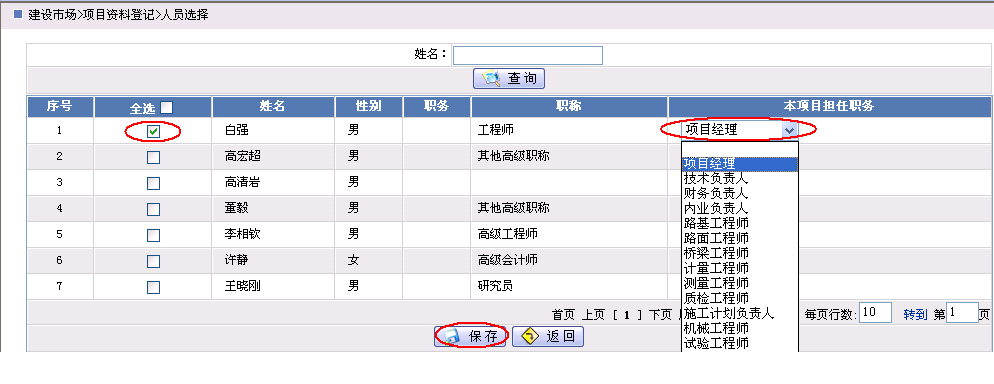 建设市场>项目资料登记>人员选择
姓名：
查询
序号 全选 姓名 性别 职务 职称 本项目担任职务
1 白强 男 工程师 项目经理
2 高宏超 男 其他高级职称
3 高清岩 男
4 董毅 男 其他高级职称
5 李相钦 男 高级工程师
6 许静 女 高级会计师
7 王晓刚 男 研究员
项目经理
技术负责人
财务负责人
内业负责人
路基工程师
路面工程师
桥梁工程师
计量工程师
测量工程师
质检工程师
施工计划负责人
机械工程师
试验工程师
首页 上页 [ 1 ] 下页 每页行数: 10 转到 第 1 页
保存 返回